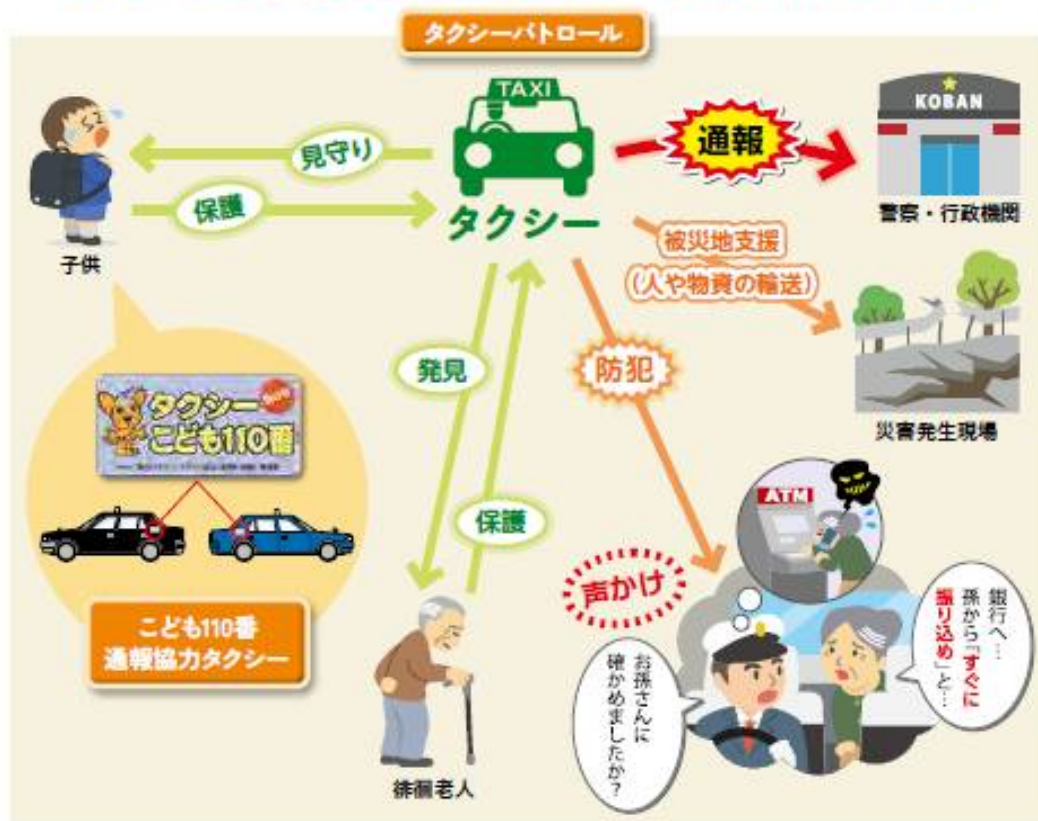 タクシーパトロール
TAXI
タクシー
見守り
保護
子供
通報
KOBAN
警察・行政機関
被災地支援
(人や物資の輸送)
災害発生現場
発見
保護
徘徊老人
防犯
タクシー
こども110番
こども110番
通報協力タクシー
ATM
声かけ
銀行へ…
孫から「すぐに
振り込め」と…
お孫さんに
確かめましたか?